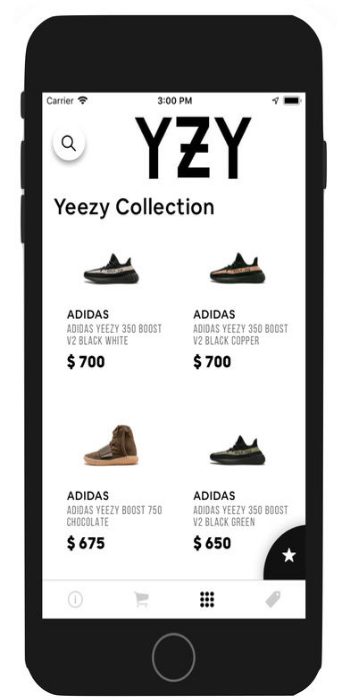 Carrier 3:00 PM
YZY
Yeezy Collection
ADIDAS
ADIDAS YEEZY 350 BOOST
V2 BLACK WHITE
$ 700
ADIDAS
ADIDAS YEEZY 350 BOOST
V2 BLACK COPPER
$ 700
ADIDAS
ADIDAS YEEZY BOOST 750
CHOCOLATE
$ 675
ADIDAS
ADIDAS YEEZY 350 BOOST
V2 BLACK GREEN
$ 650